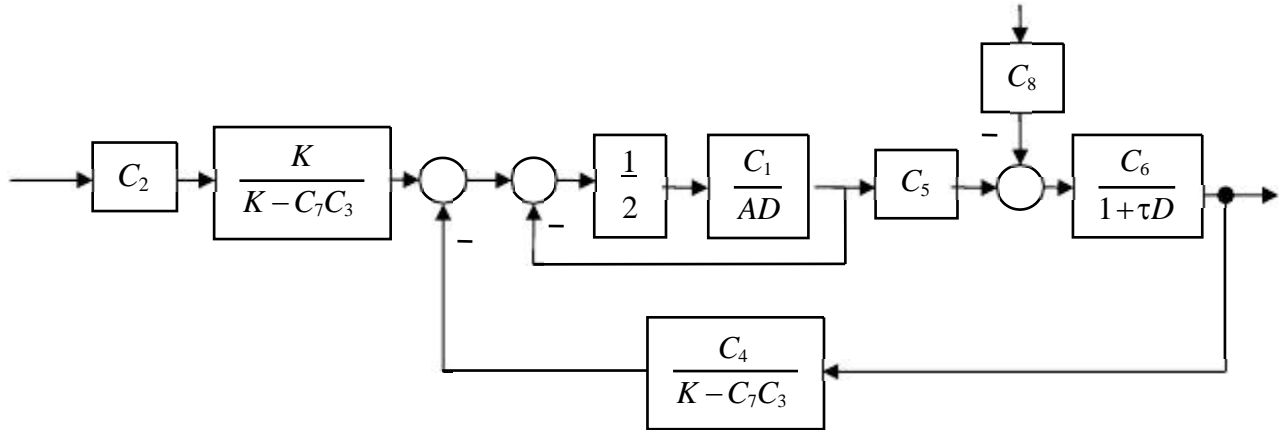 C₈
−
C₂
K
K − C₇C₃
1
2
C₁
AD
C₅
C₆
1 + τD
−
−
C₄
K − C₇C₃